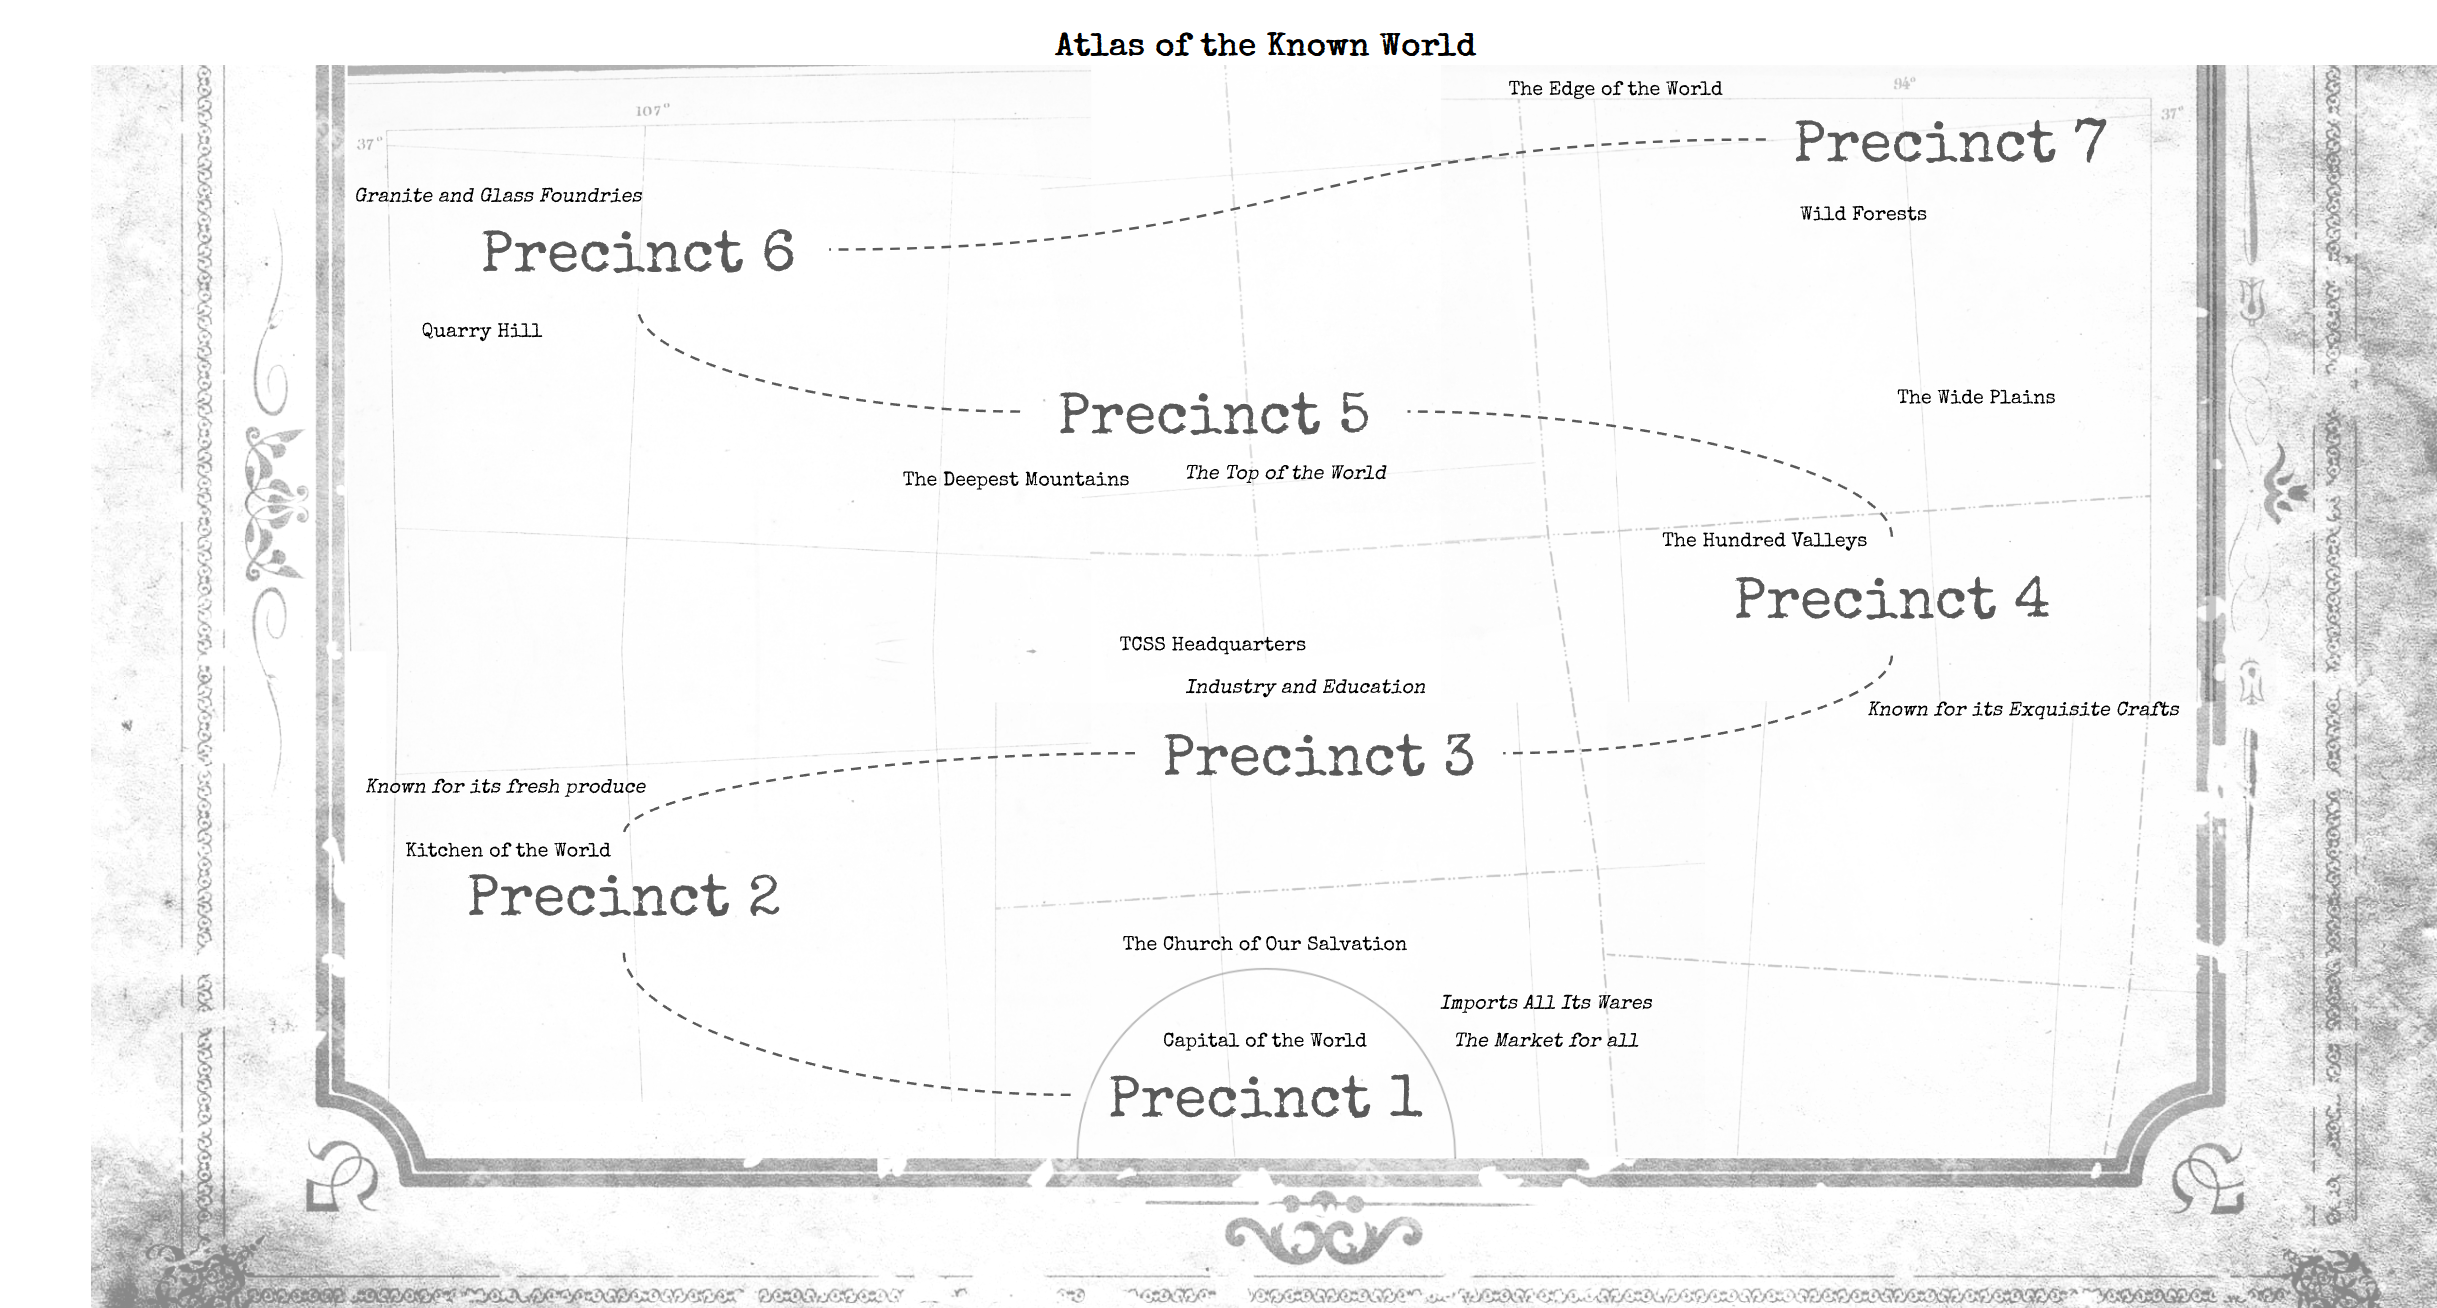 Atlas of the Known World
The Edge of the World
94°
107°
37°
37°
Precinct 7
Granite and Glass Foundries
Wild Forests
Precinct 6
Quarry Hill
The Wide Plains
Precinct 5
The Deepest Mountains
The Top of the World
The Hundred Valleys
Precinct 4
TCSS Headquarters
Industry and Education
Known for its Exquisite Crafts
Precinct 3
Known for its fresh produce
Kitchen of the World
Precinct 2
The Church of Our Salvation
Imports All Its Wares
Capital of the World
The Market for all
Precinct 1